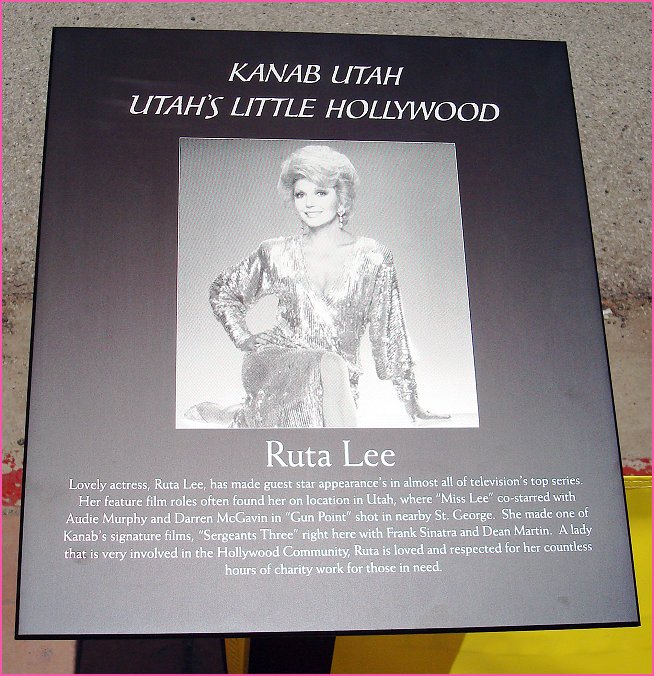 KANAB UTAH
UTAH'S LITTLE HOLLYWOOD
Ruta Lee
Lovely actress, Ruta Lee, has made guest star appearance's in almost all of television's top series.
Her feature film roles often found her on location in Utah, where "Miss Lee" co-starred with
Audie Murphy and Darren McGavin in "Gun Point" shot in nearby St. George. She made one of
Kanab's signature films, "Sergeants Three" right here with Frank Sinatra and Dean Martin. A lady
that is very involved in the Hollywood Community, Ruta is loved and respected for her countless
hours of charity work for those in need.